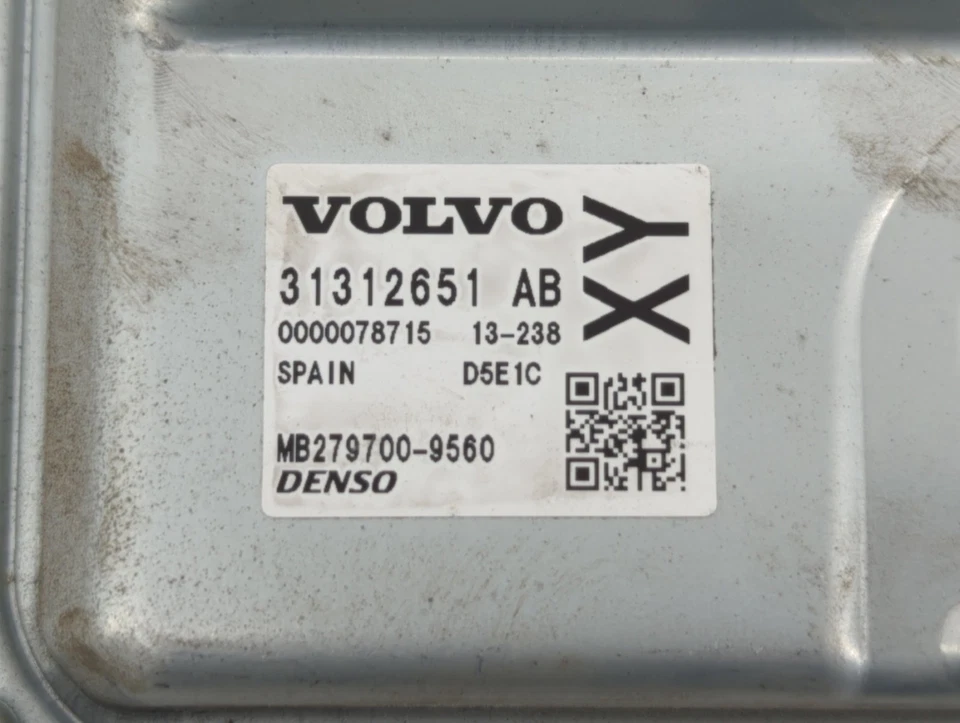 VOLVO
31312651 AB
0000078715 13-238
SPAIN D5E1C
MB279700-9560
DENSO
XY